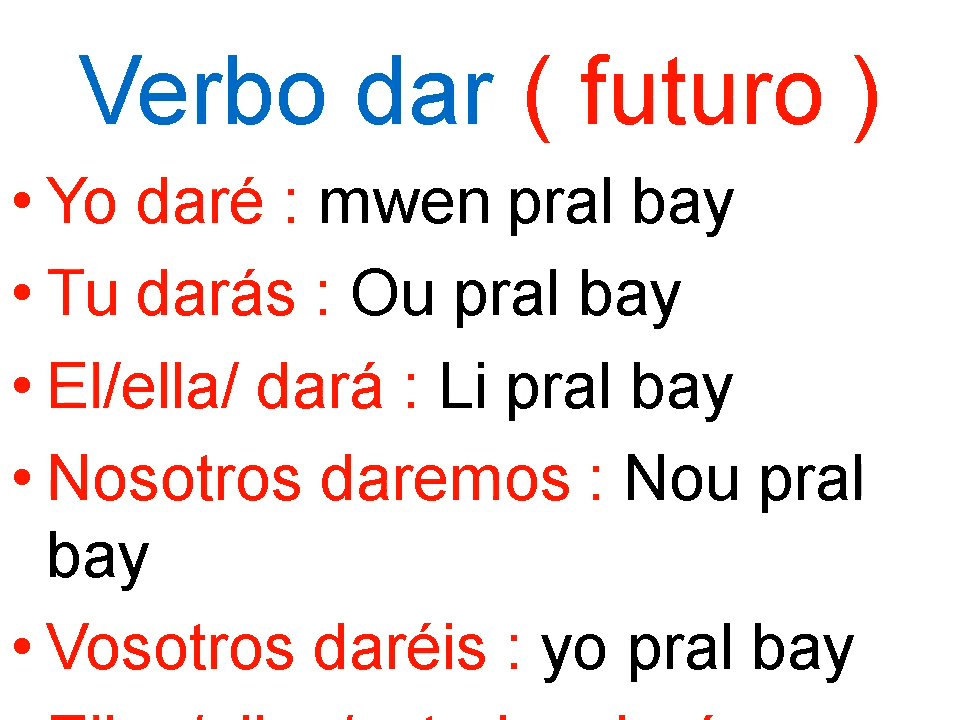 Verbo dar ( futuro )
• Yo daré : mwen pral bay
• Tu darás : Ou pral bay
• El/ella/ dará : Li pral bay
• Nosotros daremos : Nou pral
bay
• Vosotros daréis : yo pral bay